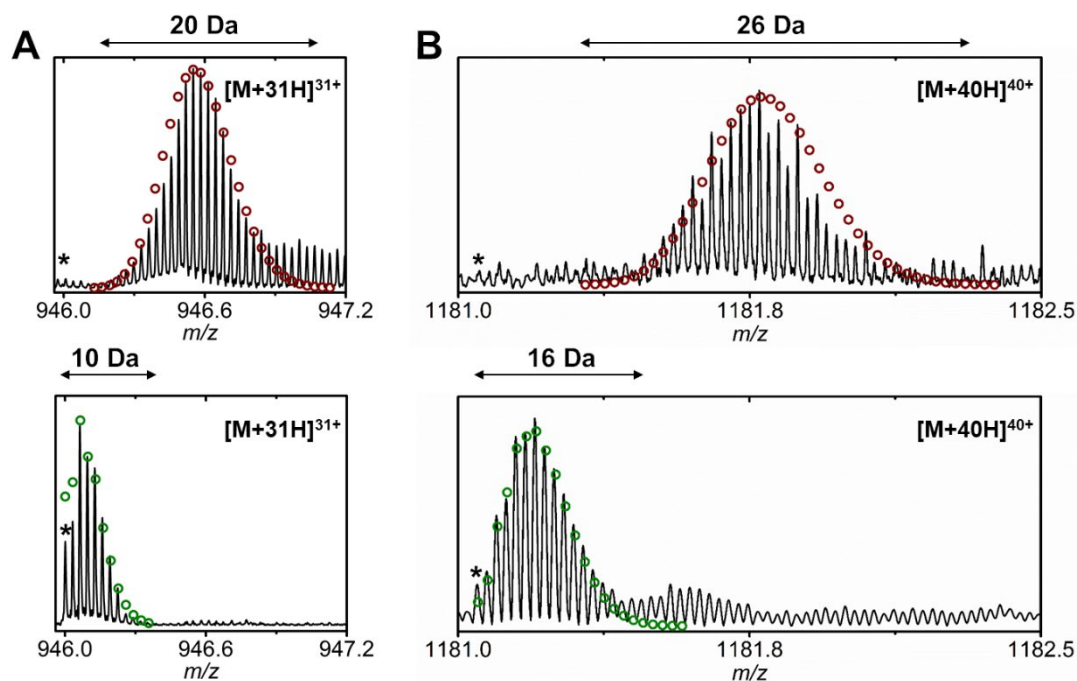 A
20 Da
[M+31H]31+
*
946.0 946.6 947.2
m/z
B
26 Da
[M+40H]40+
*
1181.0 1181.8 1182.5
m/z
10 Da
[M+31H]31+
*
946.0 946.6 947.2
m/z
16 Da
[M+40H]40+
*
1181.0 1181.8 1182.5
m/z